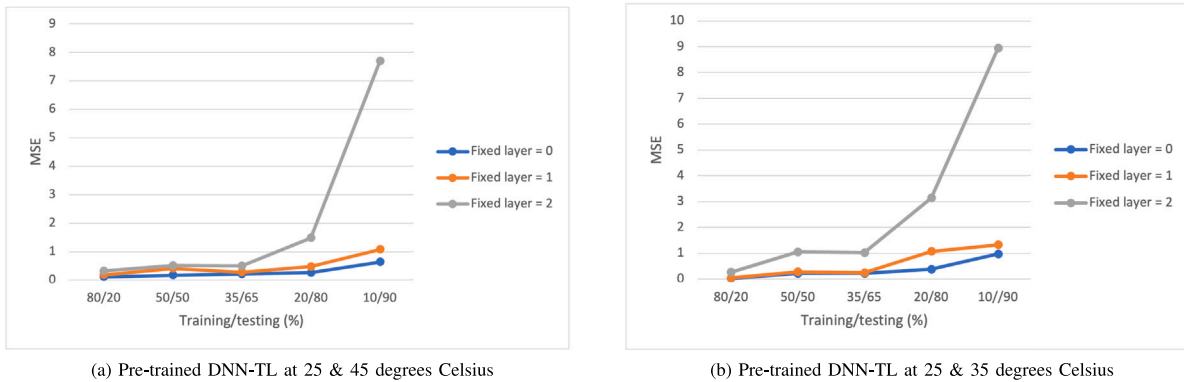 9
8
7
6
5
4
3
2
1
0
MSE
80/20 50/50 35/65 20/80 10/90
Training/testing (%)
Fixed layer = 0
Fixed layer = 1
Fixed layer = 2
(a) Pre-trained DNN-TL at 25 & 45 degrees Celsius
10
9
8
7
6
5
4
3
2
1
0
MSE
80/20 50/50 35/65 20/80 10//90
Training/testing (%)
Fixed layer = 0
Fixed layer = 1
Fixed layer = 2
(b) Pre-trained DNN-TL at 25 & 35 degrees Celsius